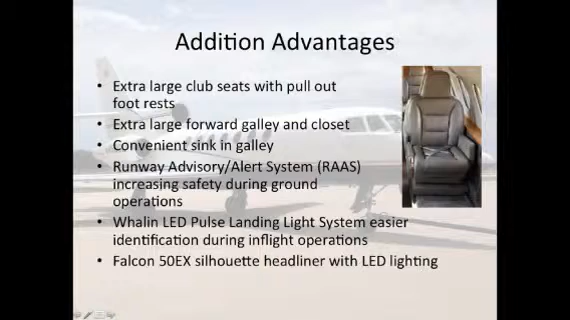 Addition Advantages
• Extra large club seats with pull out
foot rests
• Extra large forward galley and closet
• Convenient sink in galley
• Runway Advisory/Alert System (RAAS)
increasing safety during ground
operations
• Whalin LED Pulse Landing Light System easier
identification during inflight operations
• Falcon 50EX silhouette headliner with LED lighting